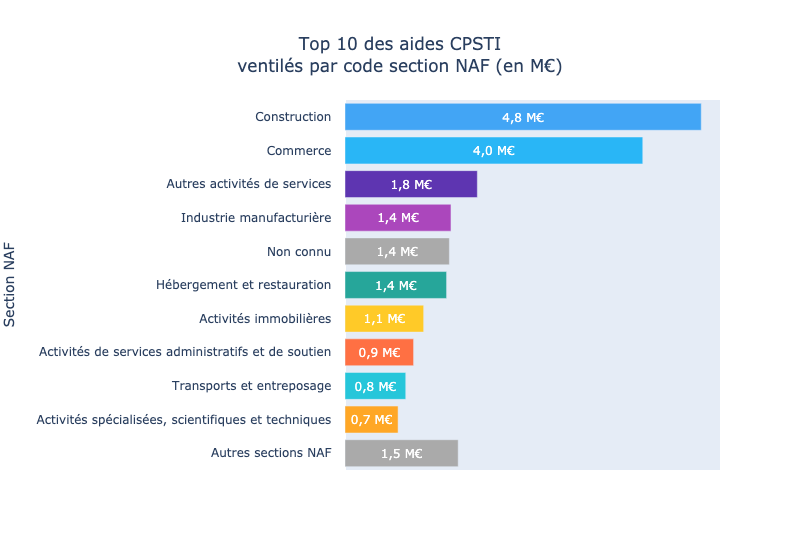 Top 10 des aides CPSTI
ventilés par code section NAF (en M€)
Section NAF
Construction
4,8 M€
Commerce
4,0 M€
Autres activités de services
1,8 M€
Industrie manufacturière
1,4 M€
Non connu
1,4 M€
Hébergement et restauration
1,4 M€
Activités immobilières
1,1 M€
Activités de services administratifs et de soutien
0,9 M€
Transports et entreposage
0,8 M€
Activités spécialisées, scientifiques et techniques
0,7 M€
Autres sections NAF
1,5 M€